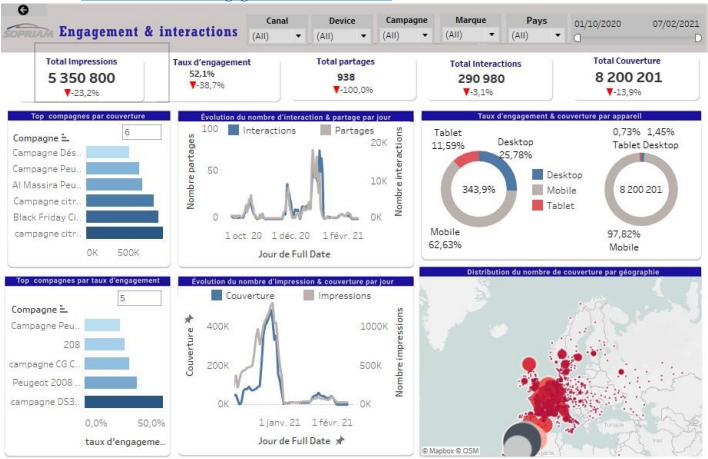 SOPRIAM
Engagement & interactions
Canal
(All)
Device
(All)
Campagne
(All)
Marque
(All)
Pays
(All)
01/10/2020
07/02/2021
Total Impressions
5 350 800
▼-23,2%
Taux d'engagement
52,1%
▼-38,7%
Total partages
938
▼-100,0%
Total Interactions
290 980
▼-3,1%
Total Couverture
8 200 201
▼-13,9%
Top compagnes par couverture
6
Compagne
Campagne Dés..
Campagne Peu..
Al Massira Peu..
Campagne citr..
Black Friday Ci..
campagne citr..
0K 500K
Évolution du nombre d'interaction & partage par jour
Interactions
Partages
Nombre partages
100
50
0
20K
10K
0K
Nombre interactions
1 oct. 20 1 déc. 20 1 févr. 21
Jour de Full Date
Taux d'engagement & couverture par appareil
Tablet
11,59%
Desktop
25,78%
343,9%
Mobile
62,63%
Desktop
Mobile
Tablet
0,73% 1,45%
Tablet Desktop
8 200 201
97,82%
Mobile
Top compagnes par taux d'engagement
5
Compagne
Campagne Peu..
208
campagne CG C..
Peugeot 2008 ..
campagne DS3..
0,0% 50,0%
taux d'engageme..
Évolution du nombre d'impression & couverture par jour
Couverture
Impressions
Couverture
400K
200K
0K
1000K
500K
0K
Nombre impressions
1 janv. 21 1 févr. 21
Jour de Full Date
Distribution du nombre de couverture par géographie
© Mapbox © OSM